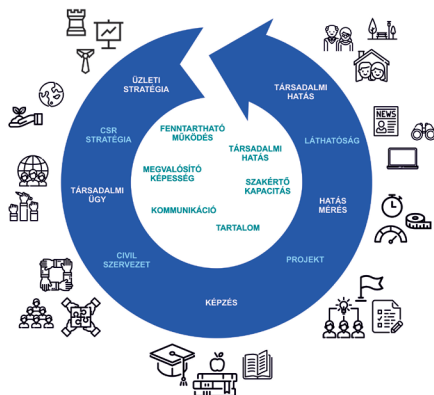 ÜZLETI
STRATÉGIA
CSR
STRATÉGIA
TÁRSADALMI
ÜGY
CIVIL
SZERVEZET
KÉPZÉS
PROJEKT
HATÁS
MÉRÉS
LÁTHATÓSÁG
TÁRSADALMI
HATÁS
FENNTARTHATÓ
MŰKÖDÉS
TÁRSADALMI
HATÁS
MEGVALÓSÍTÓ
KÉPESSÉG
SZAKÉRTŐ
KAPACITÁS
KOMMUNIKÁCIÓ
TARTALOM
NEWS